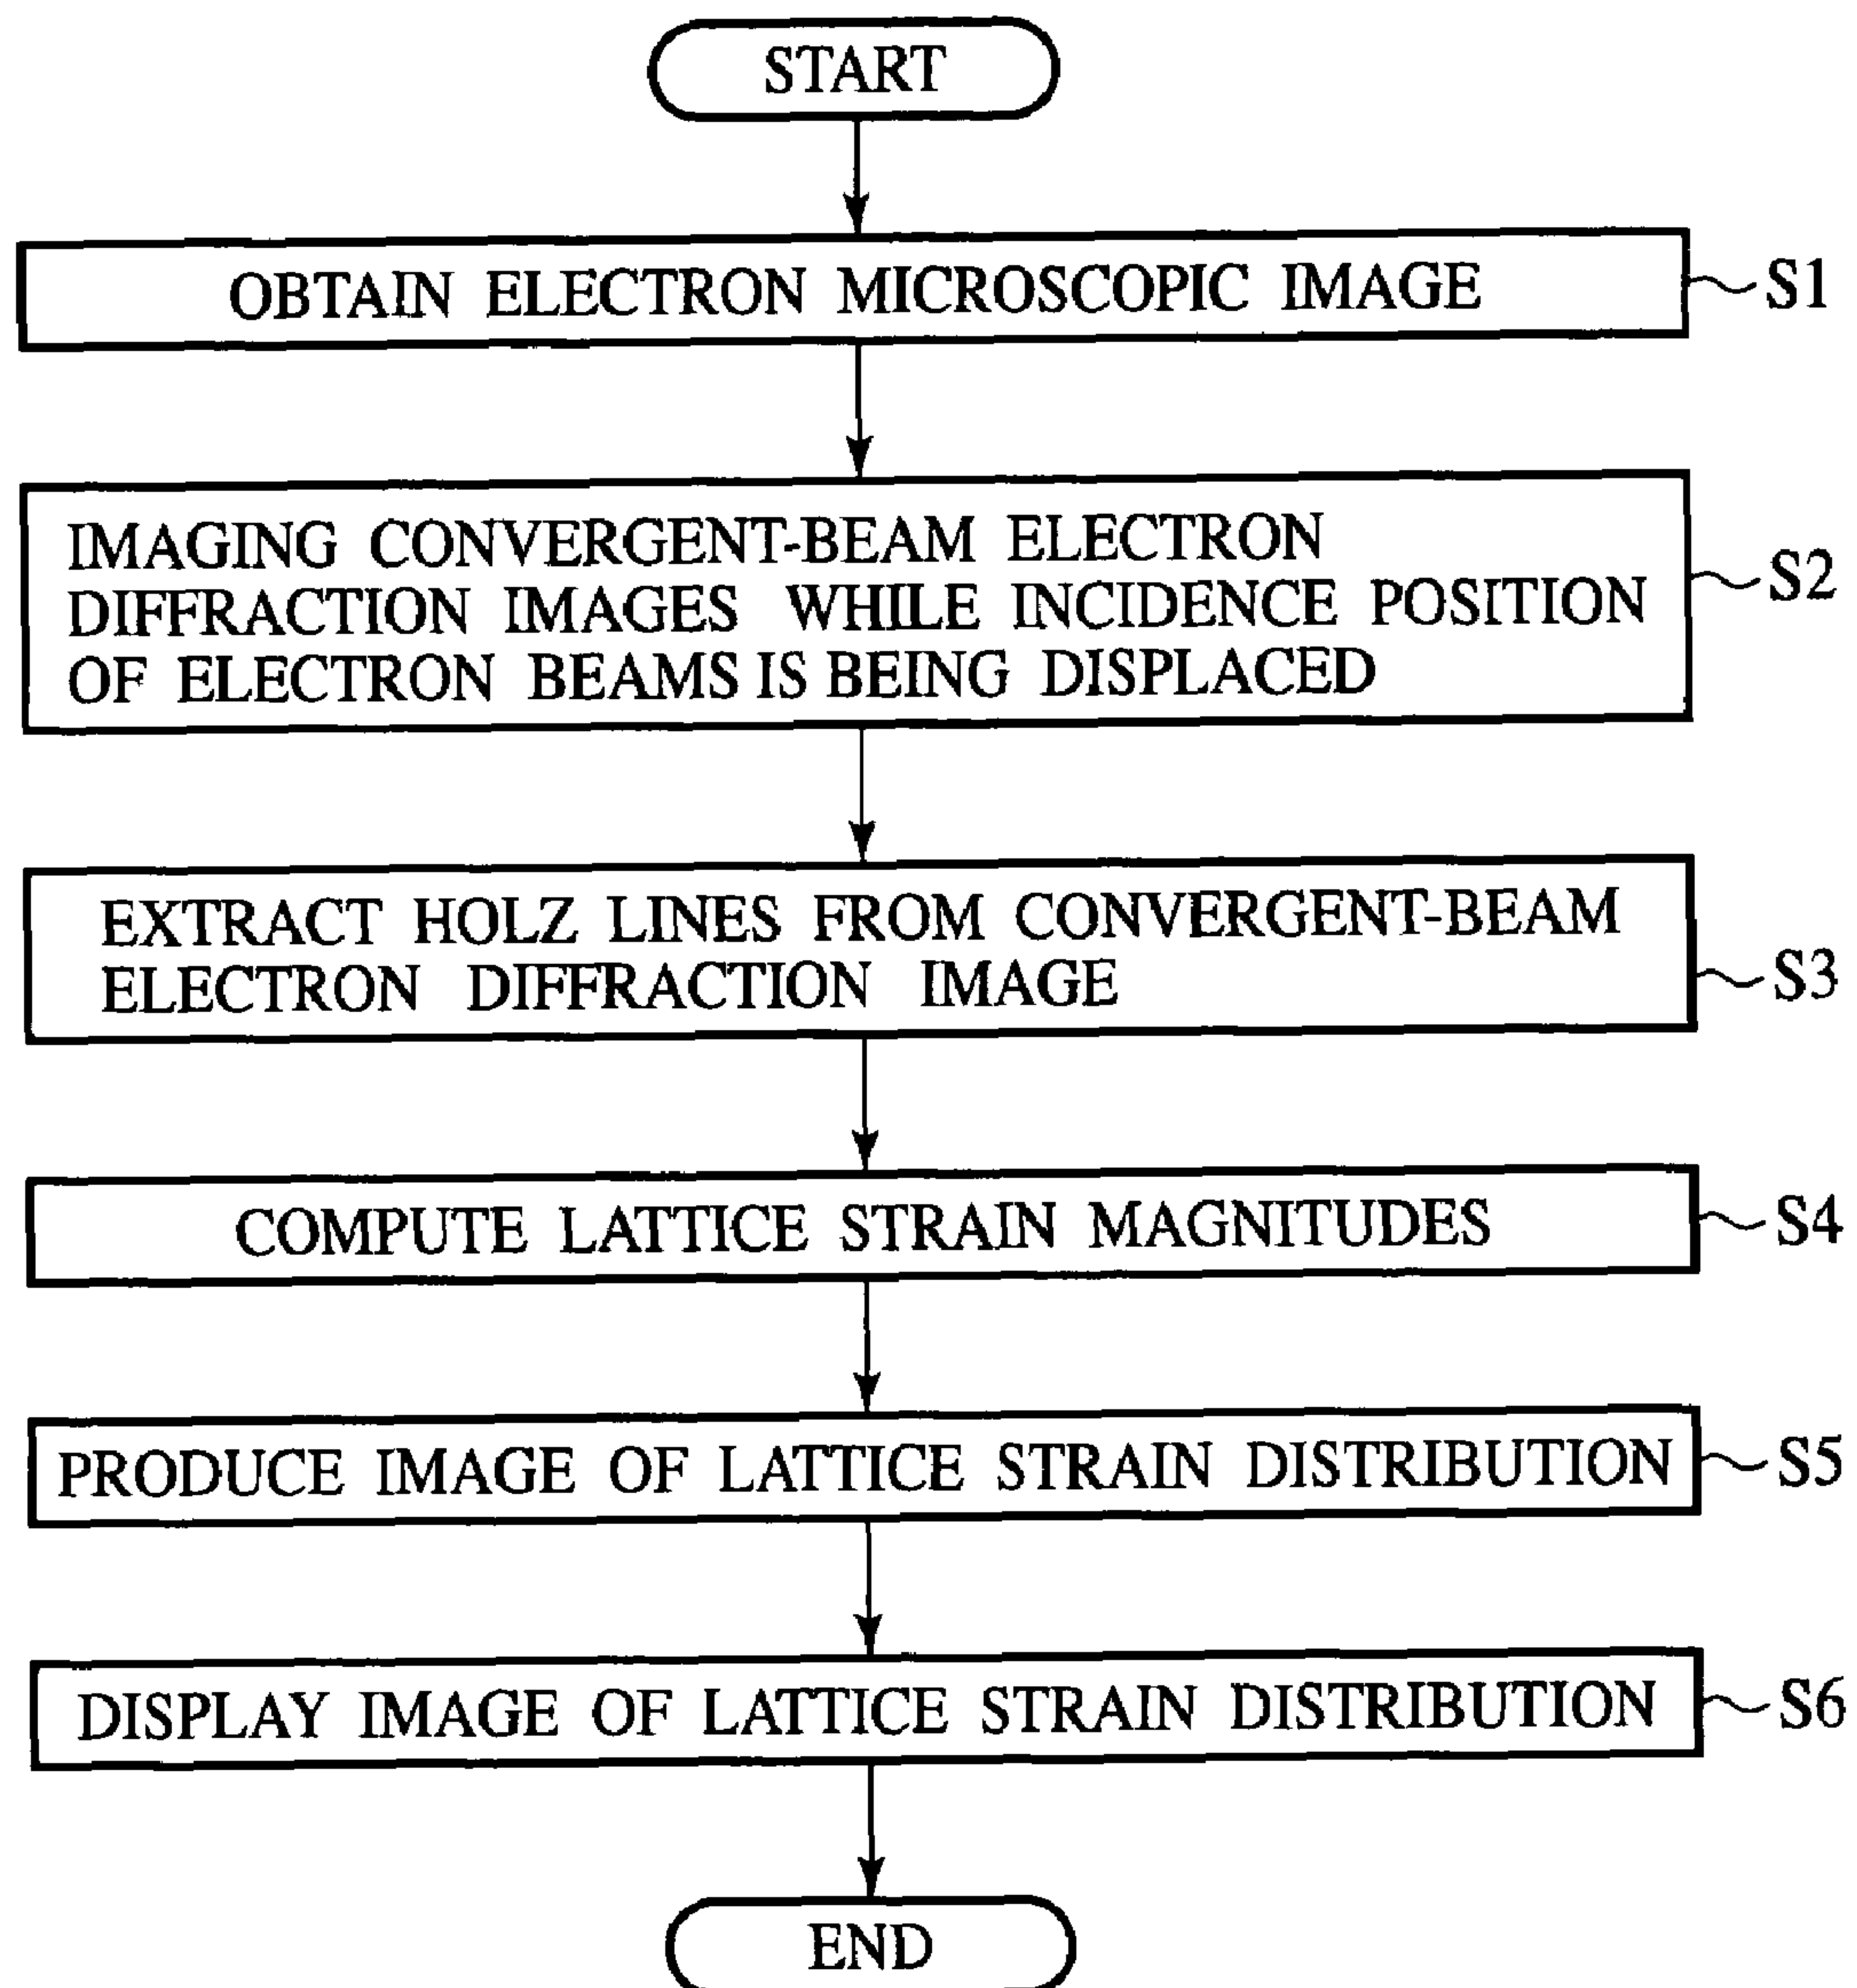 START
OBTAIN ELECTRON MICROSCOPIC IMAGE
S1
IMAGING CONVERGENT-BEAM ELECTRON
DIFFRACTION IMAGES WHILE INCIDENCE POSITION
OF ELECTRON BEAMS IS BEING DISPLACED
S2
EXTRACT HOLZ LINES FROM CONVERGENT-BEAM
ELECTRON DIFFRACTION IMAGE
S3
COMPUTE LATTICE STRAIN MAGNITUDES
S4
PRODUCE IMAGE OF LATTICE STRAIN DISTRIBUTION
S5
DISPLAY IMAGE OF LATTICE STRAIN DISTRIBUTION
S6
END